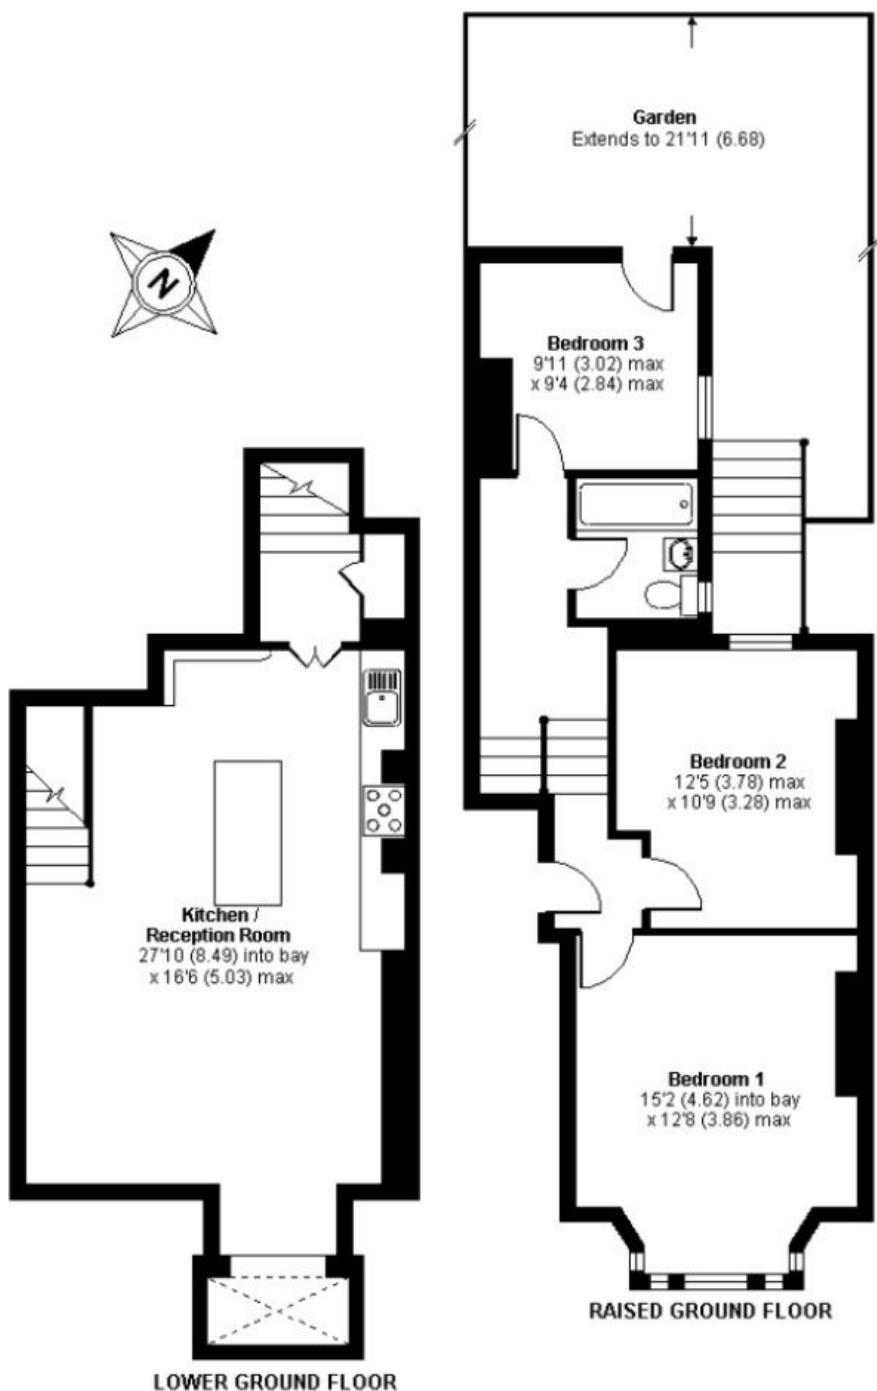 Garden
Extends to 21'11 (6.68)
N
Bedroom 3
9'11 (3.02) max
x 9'4 (2.84) max
Bedroom 2
12'5 (3.78) max
x 10'9 (3.28) max
Kitchen /
Reception Room
27'10 (8.49) into bay
x 16'6 (5.03) max
Bedroom 1
15'2 (4.62) into bay
x 12'8 (3.86) max
RAISED GROUND FLOOR
LOWER GROUND FLOOR